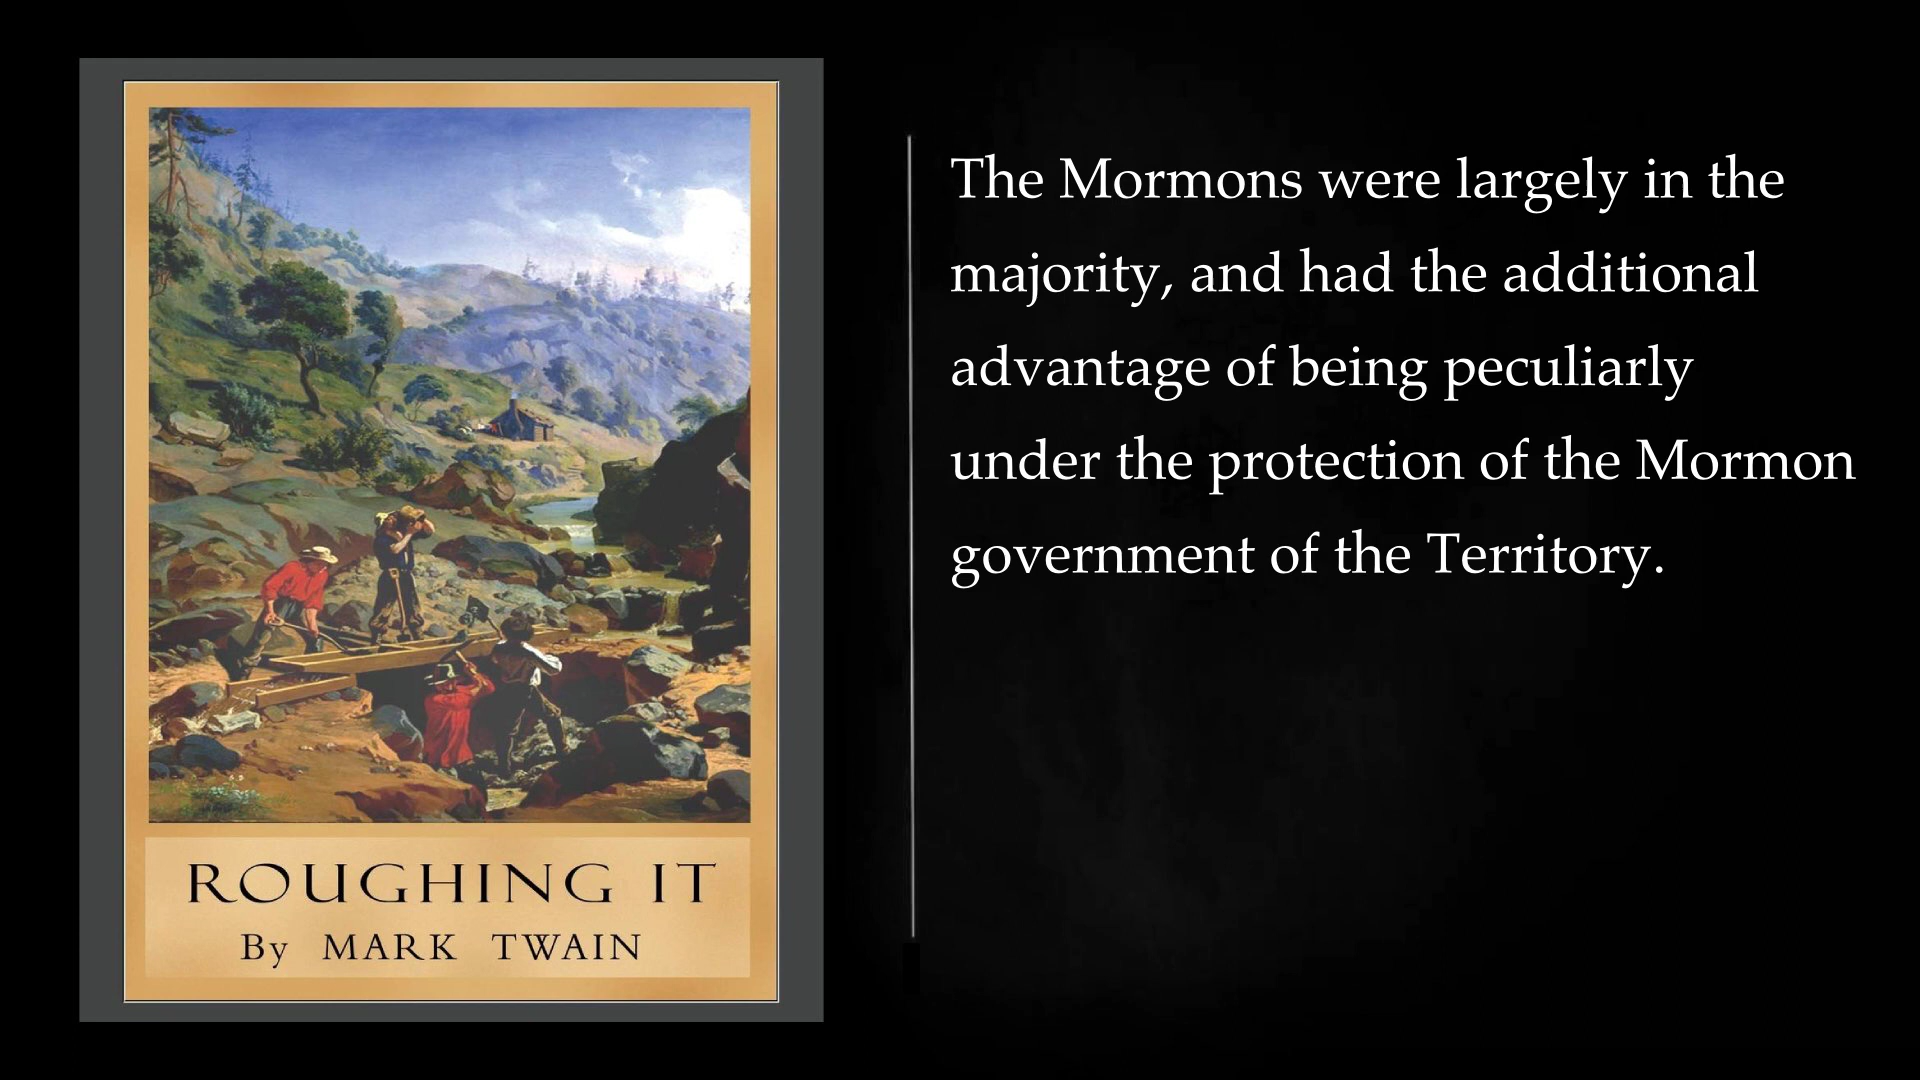 The Mormons were largely in the
majority, and had the additional
advantage of being peculiarly
under the protection of the Mormon
government of the Territory.
ROUGHING IT
By MARK TWAIN